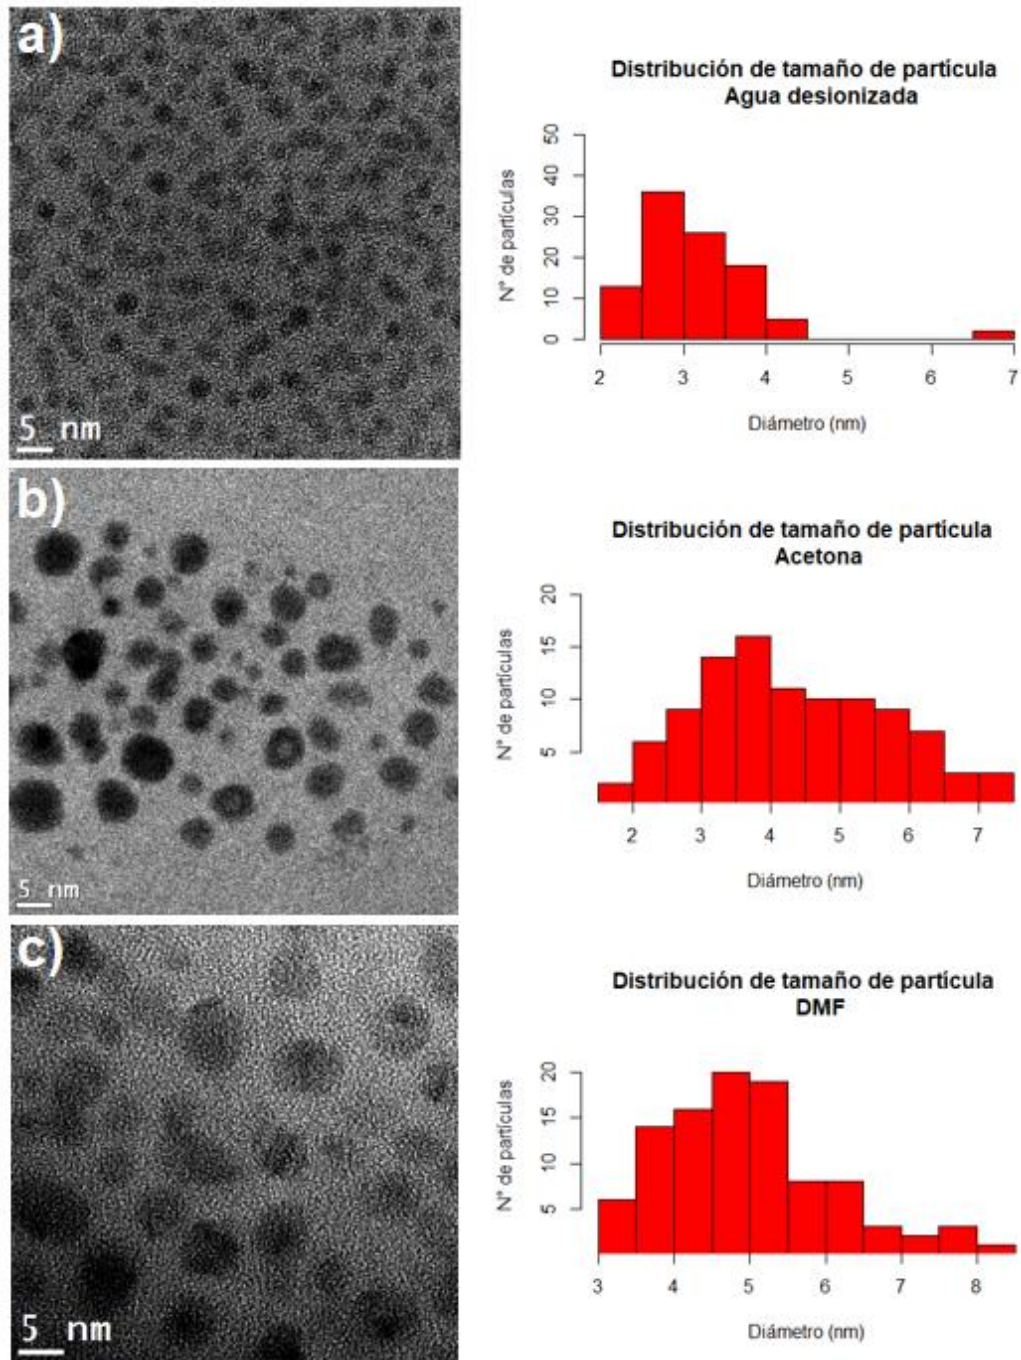 a)
5 nm
Distribución de tamaño de partícula
Agua desionizada
N° de partículas
50
40
30
20
10
0
2 3 4 5 6 7
Diámetro (nm)
b)
5 nm
Distribución de tamaño de partícula
Acetona
N° de partículas
20
15
10
5
2 3 4 5 6 7
Diámetro (nm)
c)
5 nm
Distribución de tamaño de partícula
DMF
N° de partículas
20
15
10
5
3 4 5 6 7 8
Diámetro (nm)